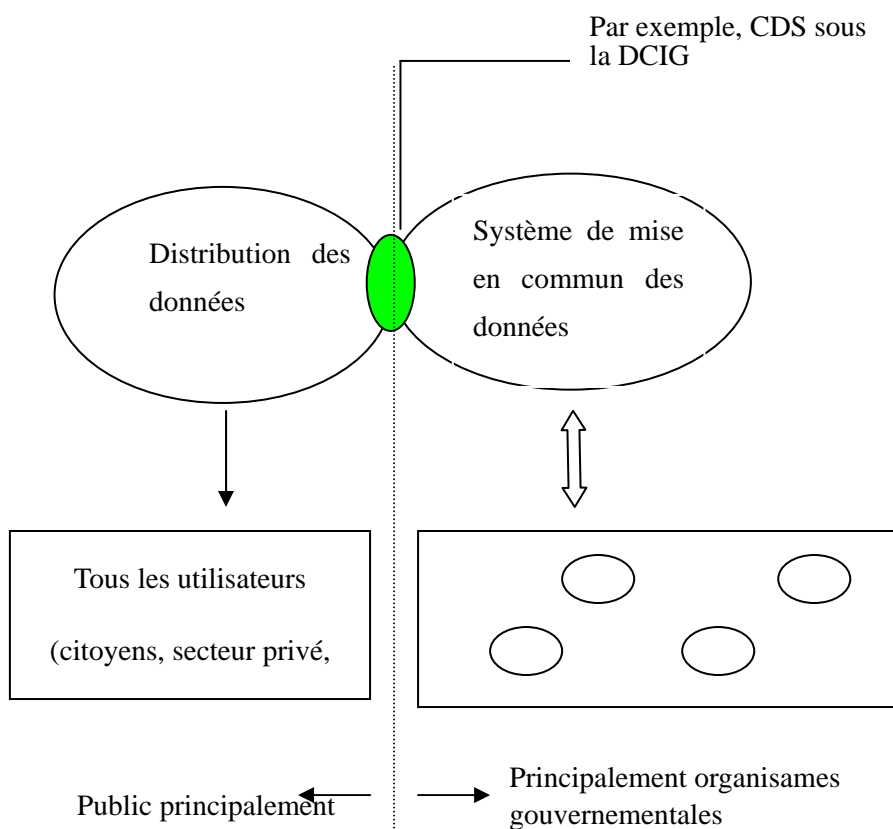 Par exemple, CDS sous
la DCIG
Distribution des
données
Système de mise
en commun des
données
Tous les utilisateurs
(citoyens, secteur privé,
Public principalement
Principalement organisames
gouvernementales